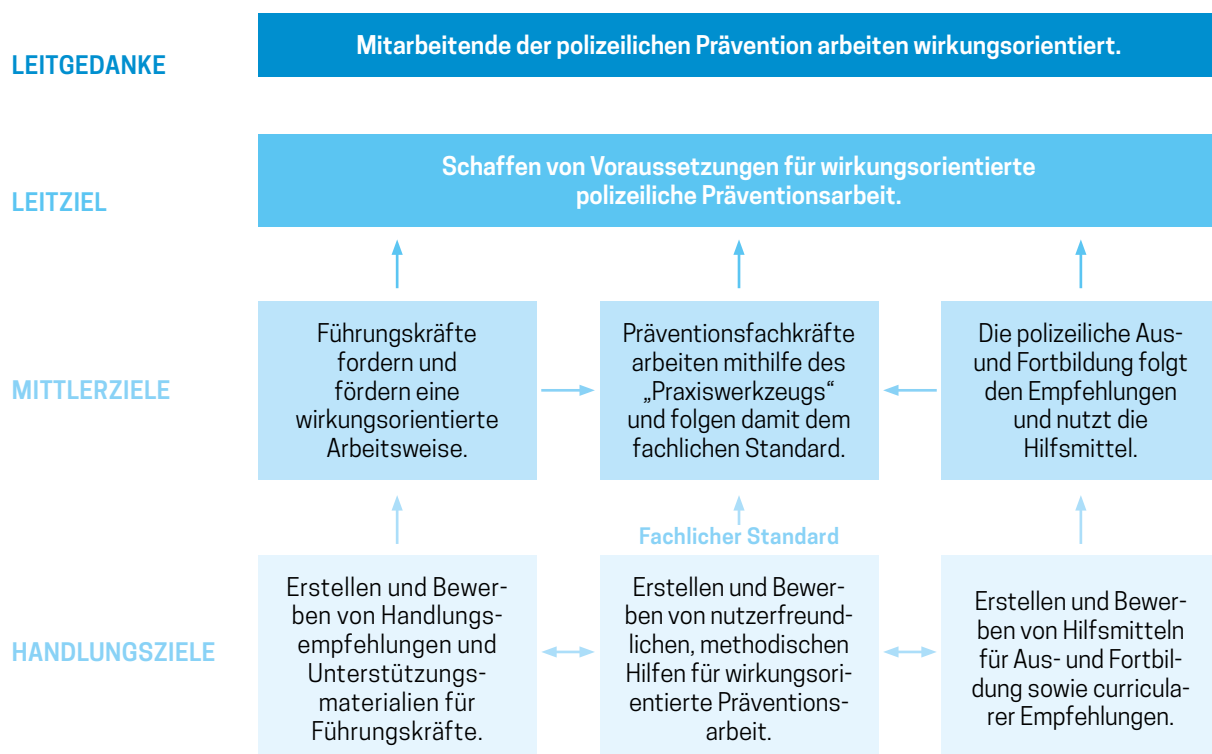 LEITGEDANKE
Mitarbeitende der polizeilichen Prävention arbeiten wirkungsorientiert.
LEITZIEL
Schaffen von Voraussetzungen für wirkungsorientierte
polizeiliche Präventionsarbeit.
MITTLERZIELE
Führungskräfte
fordern und
fördern eine
wirkungsorientierte
Arbeitsweise.
Präventionsfachkräfte
arbeiten mithilfe des
„Praxiswerkzeugs“
und folgen damit dem
fachlichen Standard.
Die polizeiliche Aus-
und Fortbildung folgt
den Empfehlungen
und nutzt die
Hilfsmittel.
Fachlicher Standard
HANDLUNGSZIELE
Erstellen und Bewer-
ben von Handlungs-
empfehlungen und
Unterstützungs-
materialien für
Führungskräfte.
Erstellen und Bewer-
ben von nutzerfreund-
lichen, methodischen
Hilfen für wirkungsori-
entierte Präventions-
arbeit.
Erstellen und Bewer-
ben von Hilfsmitteln
für Aus- und Fortbil-
dung sowie curricula-
rer Empfehlungen.